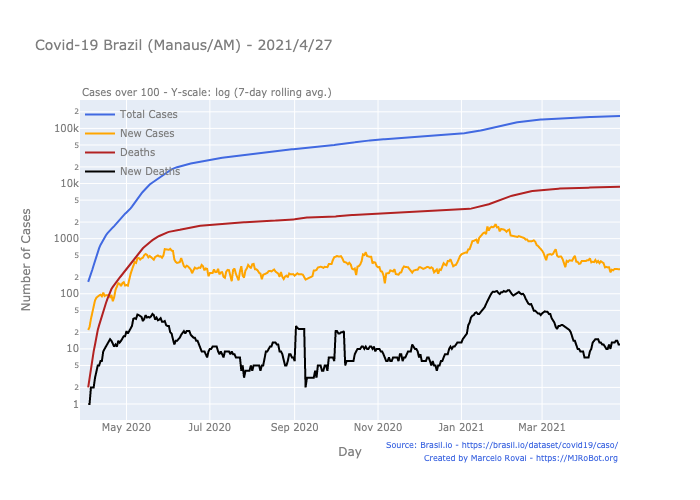 Covid-19 Brazil (Manaus/AM) - 2021/4/27
Cases over 100 - Y-scale: log (7-day rolling avg.)
Total Cases
New Cases
Deaths
New Deaths
2
100k
5
2
10k
5
2
1000
5
2
100
5
2
10
5
2
1
Number of Cases
May 2020
Jul 2020
Sep 2020
Nov 2020
Jan 2021
Mar 2021
Day
Source: Brasil.io - https://brasil.io/dataset/covid19/caso/
Created by Marcelo Rovai - https://MJRoBot.org